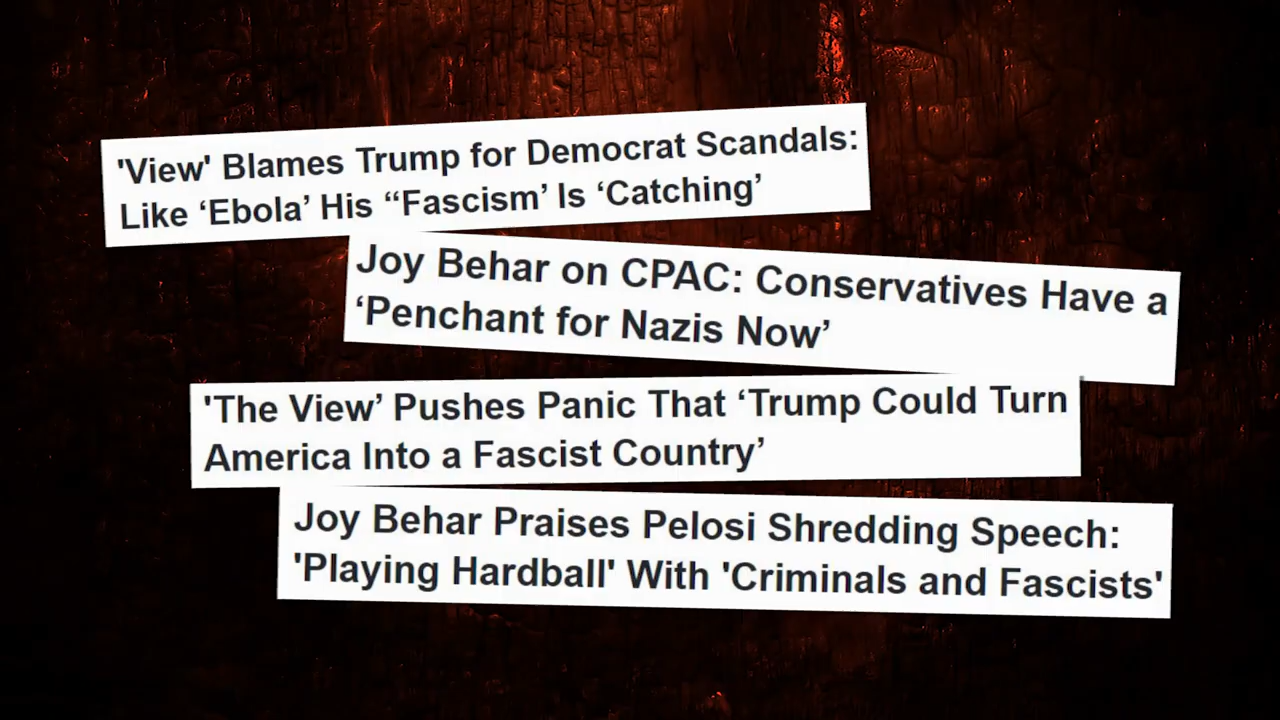 'View' Blames Trump for Democrat Scandals:
Like ‘Ebola’ His “Fascism’ Is ‘Catching’
Joy Behar on CPAC: Conservatives Have a
‘Penchant for Nazis Now’
'The View’ Pushes Panic That ‘Trump Could Turn
America Into a Fascist Country’
Joy Behar Praises Pelosi Shredding Speech:
'Playing Hardball' With 'Criminals and Fascists'